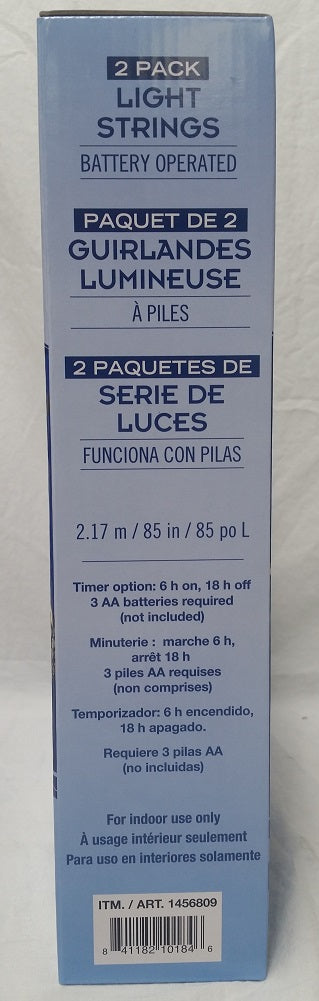 2 PACK
LIGHT
STRINGS
BATTERY OPERATED
PAQUET DE 2
GUIRLANDES
LUMINEUSE
À PILES
2 PAQUETES DE
SERIE DE
LUCES
FUNCIONA CON PILAS
2.17 m / 85 in / 85 po L
Timer option: 6 h on, 18 h off
3 AA batteries required
(not included)
Minuterie : marche 6 h,
arrêt 18 h
3 piles AA requises
(non comprises)
Temporizador: 6 h encendido,
18 h apagado.
Requiere 3 pilas AA
(no incluidas)
For indoor use only
À usage intérieur seulement
Para uso en interiores solamente
ITM. / ART. 1456809
8 41182 10184 6